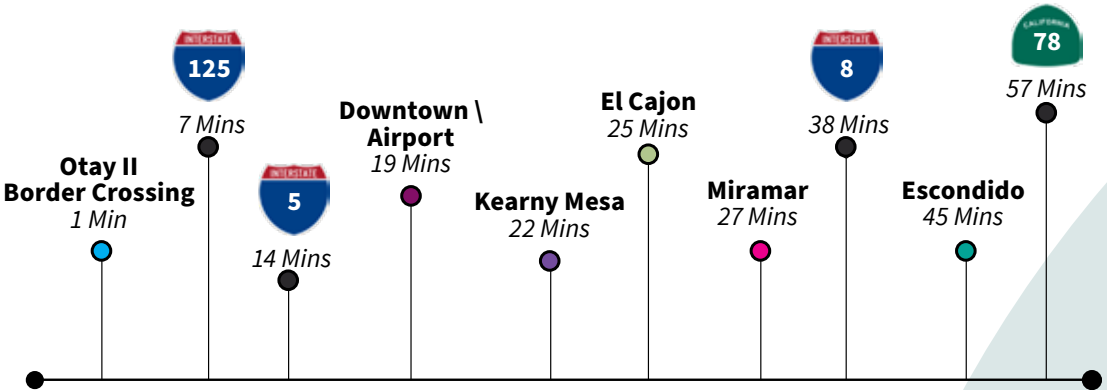 Otay II
Border Crossing
1 Min
INTERSTATE
125
7 Mins
INTERSTATE
5
14 Mins
Downtown \
Airport
19 Mins
Kearny Mesa
22 Mins
El Cajon
25 Mins
Miramar
27 Mins
INTERSTATE
8
38 Mins
Escondido
45 Mins
CALIFORNIA
78
57 Mins